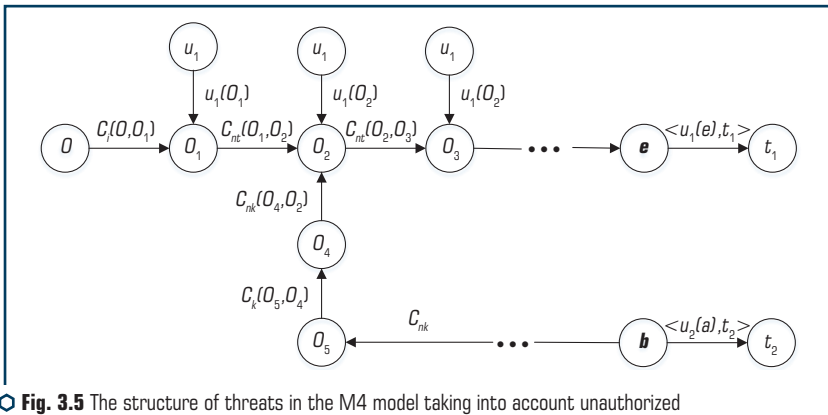 u₁ u₁ u₁
u₁(O₁) u₁(O₂) u₁(O₂)
Cᵢ(O,O₁) Cₙₜ(O₁,O₂) Cₙₜ(O₂,O₃) <u₁(e),t₁>
O O₁ O₂ O₃ ••• e t₁
Cₙₖ(O₄,O₂)
O₄
Cₖ(O₅,O₄)
Cₙₖ <u₂(a),t₂>
O₅ ••• b t₂
Fig. 3.5 The structure of threats in the M4 model taking into account unauthorized